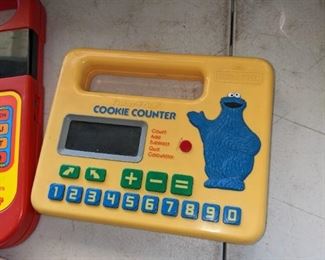 COOKIE COUNTER
Count
Add
Subtract
Quit
Calculator
+ - =
1 2 3 4 5 6 7 8 9 0